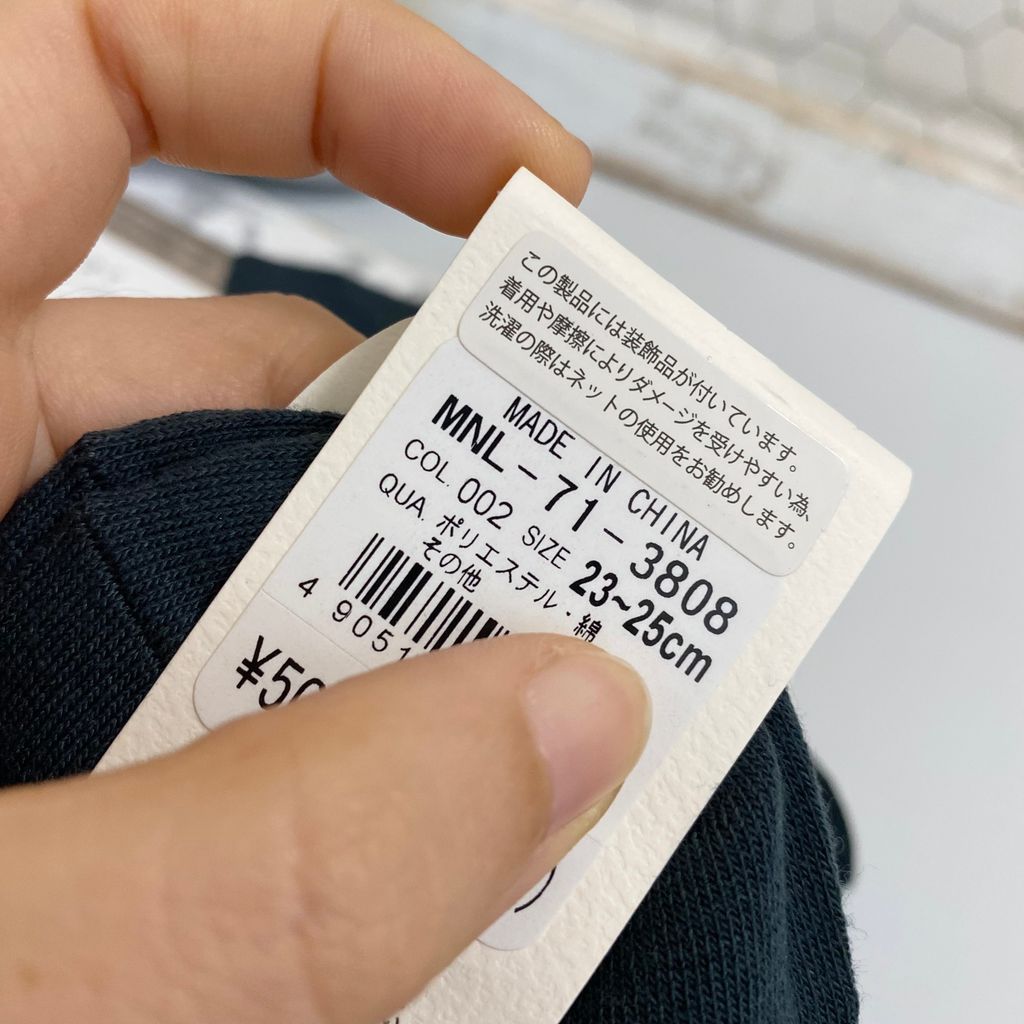 この製品には装飾品が付いています。
着用や摩擦によりダメージを受けやすい為、
洗濯の際はネットの使用をお勧めします。
MADE IN CHINA
MNL-71-3808
COL. 002 SIZE 23~25cm
QUA. ポリエステル・綿
その他
4 9051
¥50
)